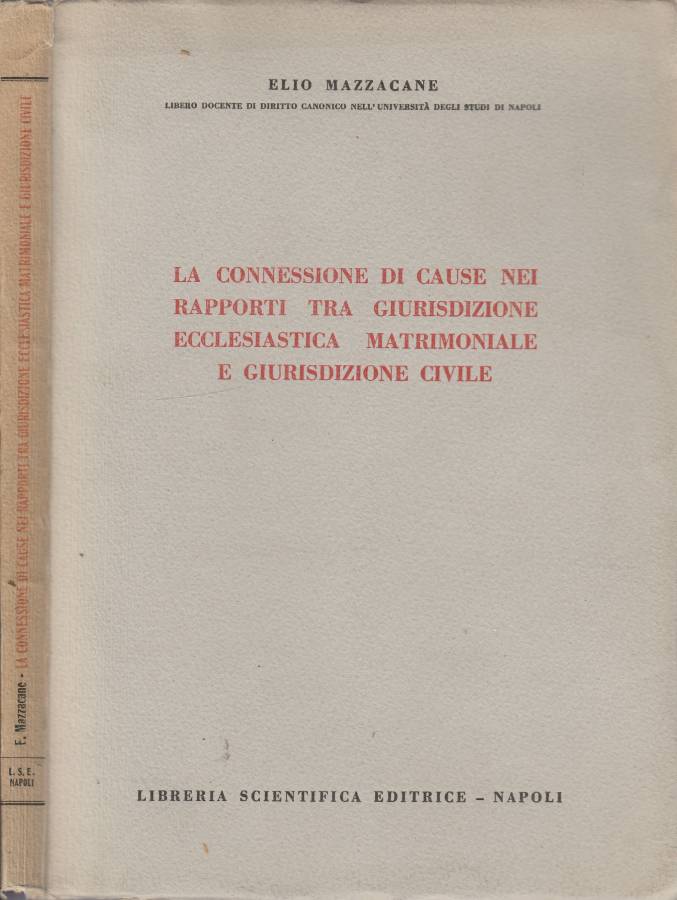 ELIO MAZZACANE
LIBERO DOCENTE DI DIRITTO CANONICO NELL'UNIVERSITÀ DEGLI STUDI DI NAPOLI
LA CONNESSIONE DI CAUSE NEI
RAPPORTI TRA GIURISDIZIONE
ECCLESIASTICA MATRIMONIALE
E GIURISDIZIONE CIVILE
LIBRERIA SCIENTIFICA EDITRICE – NAPOLI
E. Mazzacane - LA CONNESSIONE DI CAUSE NEI RAPPORTI TRA GIURISDIZIONE ECCLESIASTICA MATRIMONIALE E GIURISDIZIONE CIVILE
L. S. E.
NAPOLI